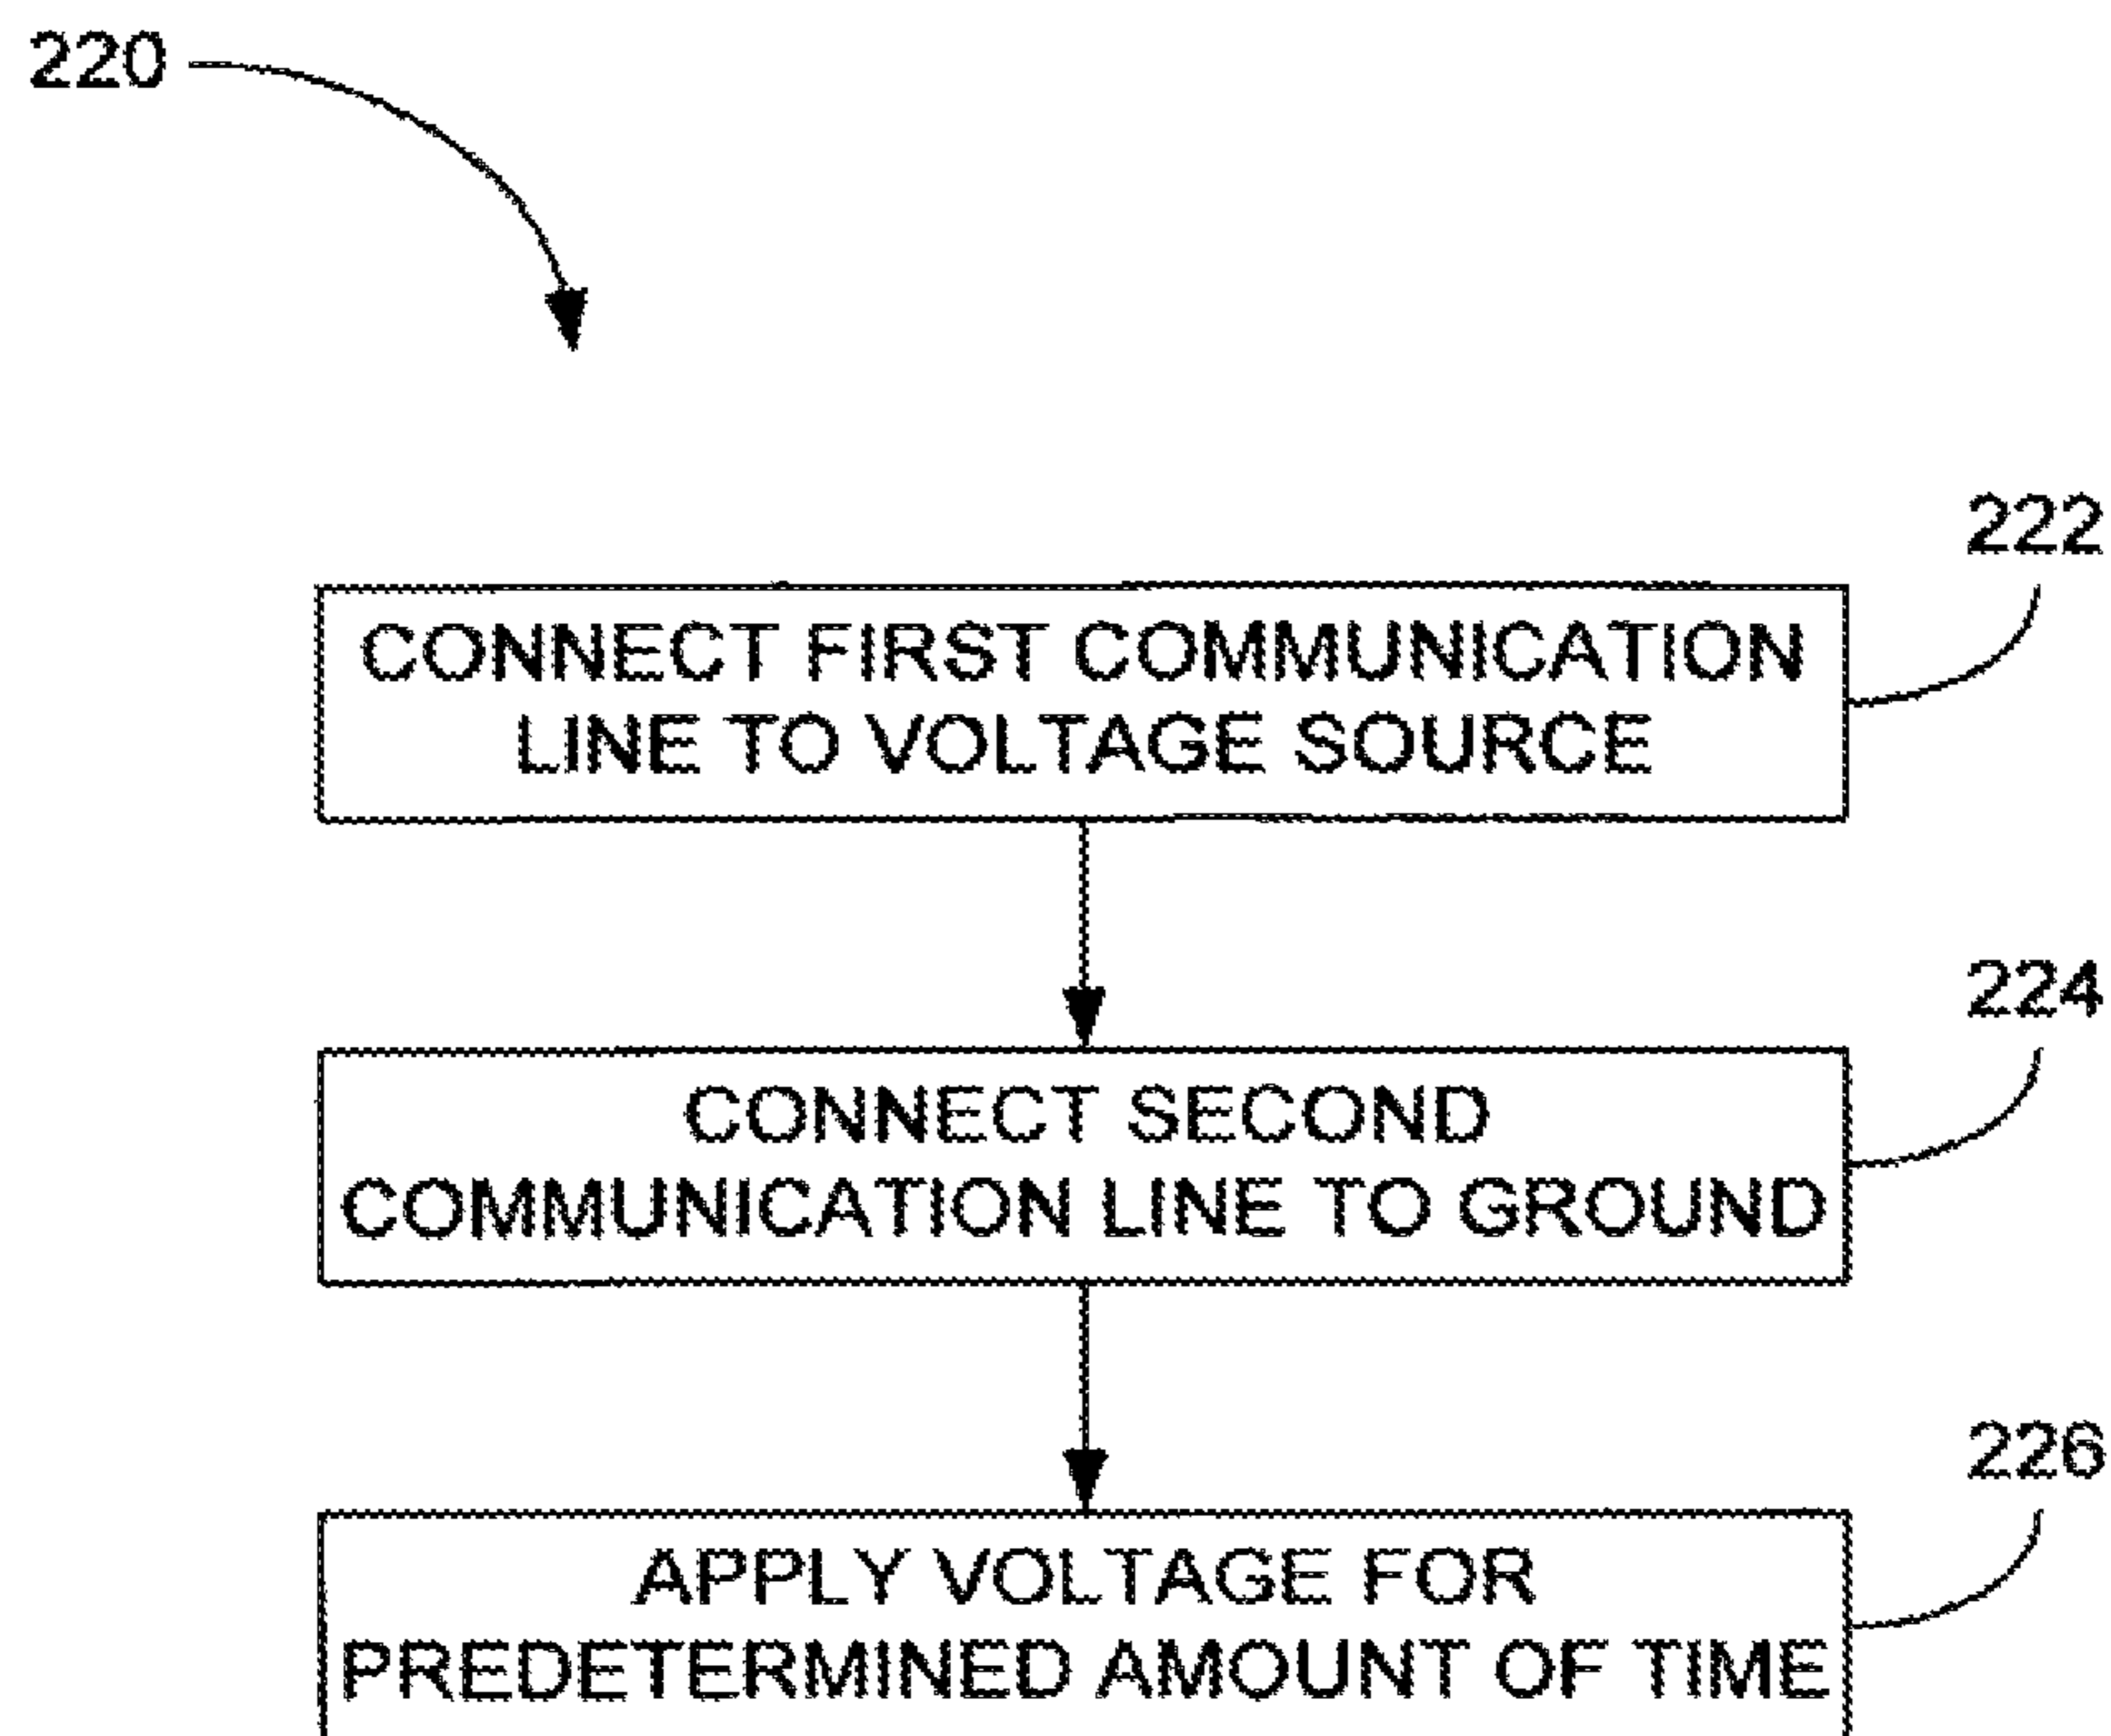 220
222
CONNECT FIRST COMMUNICATION
LINE TO VOLTAGE SOURCE
224
CONNECT SECOND
COMMUNICATION LINE TO GROUND
226
APPLY VOLTAGE FOR
PREDETERMINED AMOUNT OF TIME